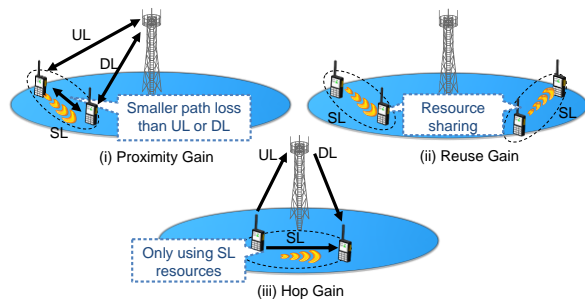 UL
DL
SL
Smaller path loss
than UL or DL
(i) Proximity Gain
SL
Resource
sharing
SL
(ii) Reuse Gain
UL
DL
SL
Only using SL
resources
(iii) Hop Gain